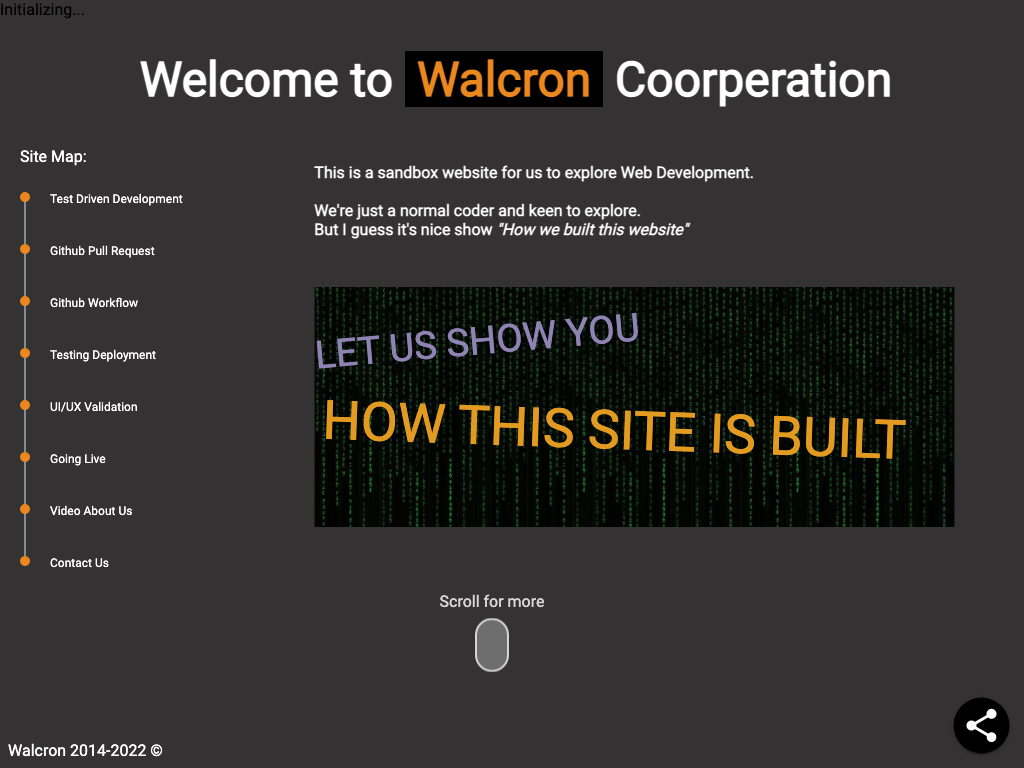 Initializing...
Welcome to Walcron Coorperation
Site Map:
Test Driven Development
Github Pull Request
Github Workflow
Testing Deployment
UI/UX Validation
Going Live
Video About Us
Contact Us
This is a sandbox website for us to explore Web Development.
We're just a normal coder and keen to explore.
But I guess it's nice show "How we built this website"
LET US SHOW YOU
HOW THIS SITE IS BUILT
Scroll for more
Walcron 2014-2022 ©